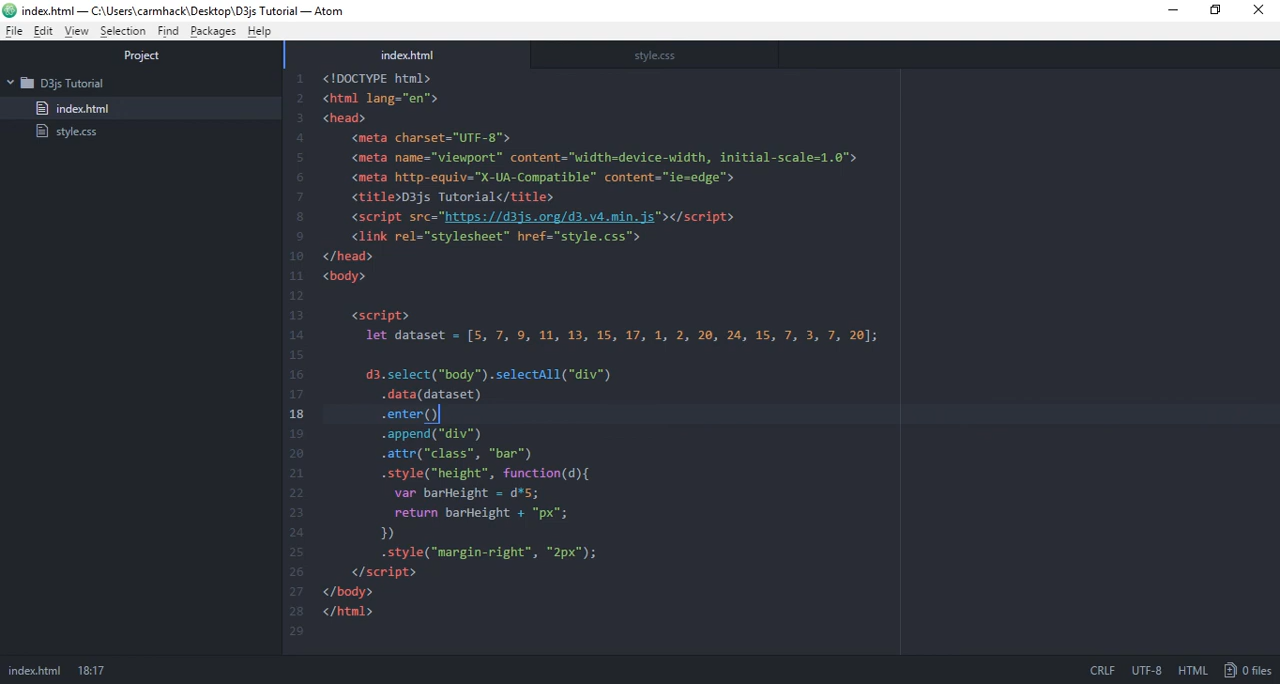 index.html — C:\Users\carmhack\Desktop\D3js Tutorial — Atom
File Edit View Selection Find Packages Help
Project
index.html
style.css
D3js Tutorial
index.html
style.css
1 <!DOCTYPE html>
2 <html lang="en">
3 <head>
4 <meta charset="UTF-8">
5 <meta name="viewport" content="width=device-width, initial-scale=1.0">
6 <meta http-equiv="X-UA-Compatible" content="ie=edge">
7 <title>D3js Tutorial</title>
8 <script src="https://d3js.org/d3.v4.min.js"></script>
9 <link rel="stylesheet" href="style.css">
10 </head>
11 <body>
12
13 <script>
14 let dataset = [5, 7, 9, 11, 13, 15, 17, 1, 2, 20, 24, 15, 7, 3, 7, 20];
15
16 d3.select("body").selectAll("div")
17 .data(dataset)
18 .enter()
19 .append("div")
20 .attr("class", "bar")
21 .style("height", function(d){
22 var barHeight = d*5;
23 return barHeight + "px";
24 })
25 .style("margin-right", "2px");
26 </script>
27 </body>
28 </html>
29
index.html 18:17 CRLF UTF-8 HTML 0 files